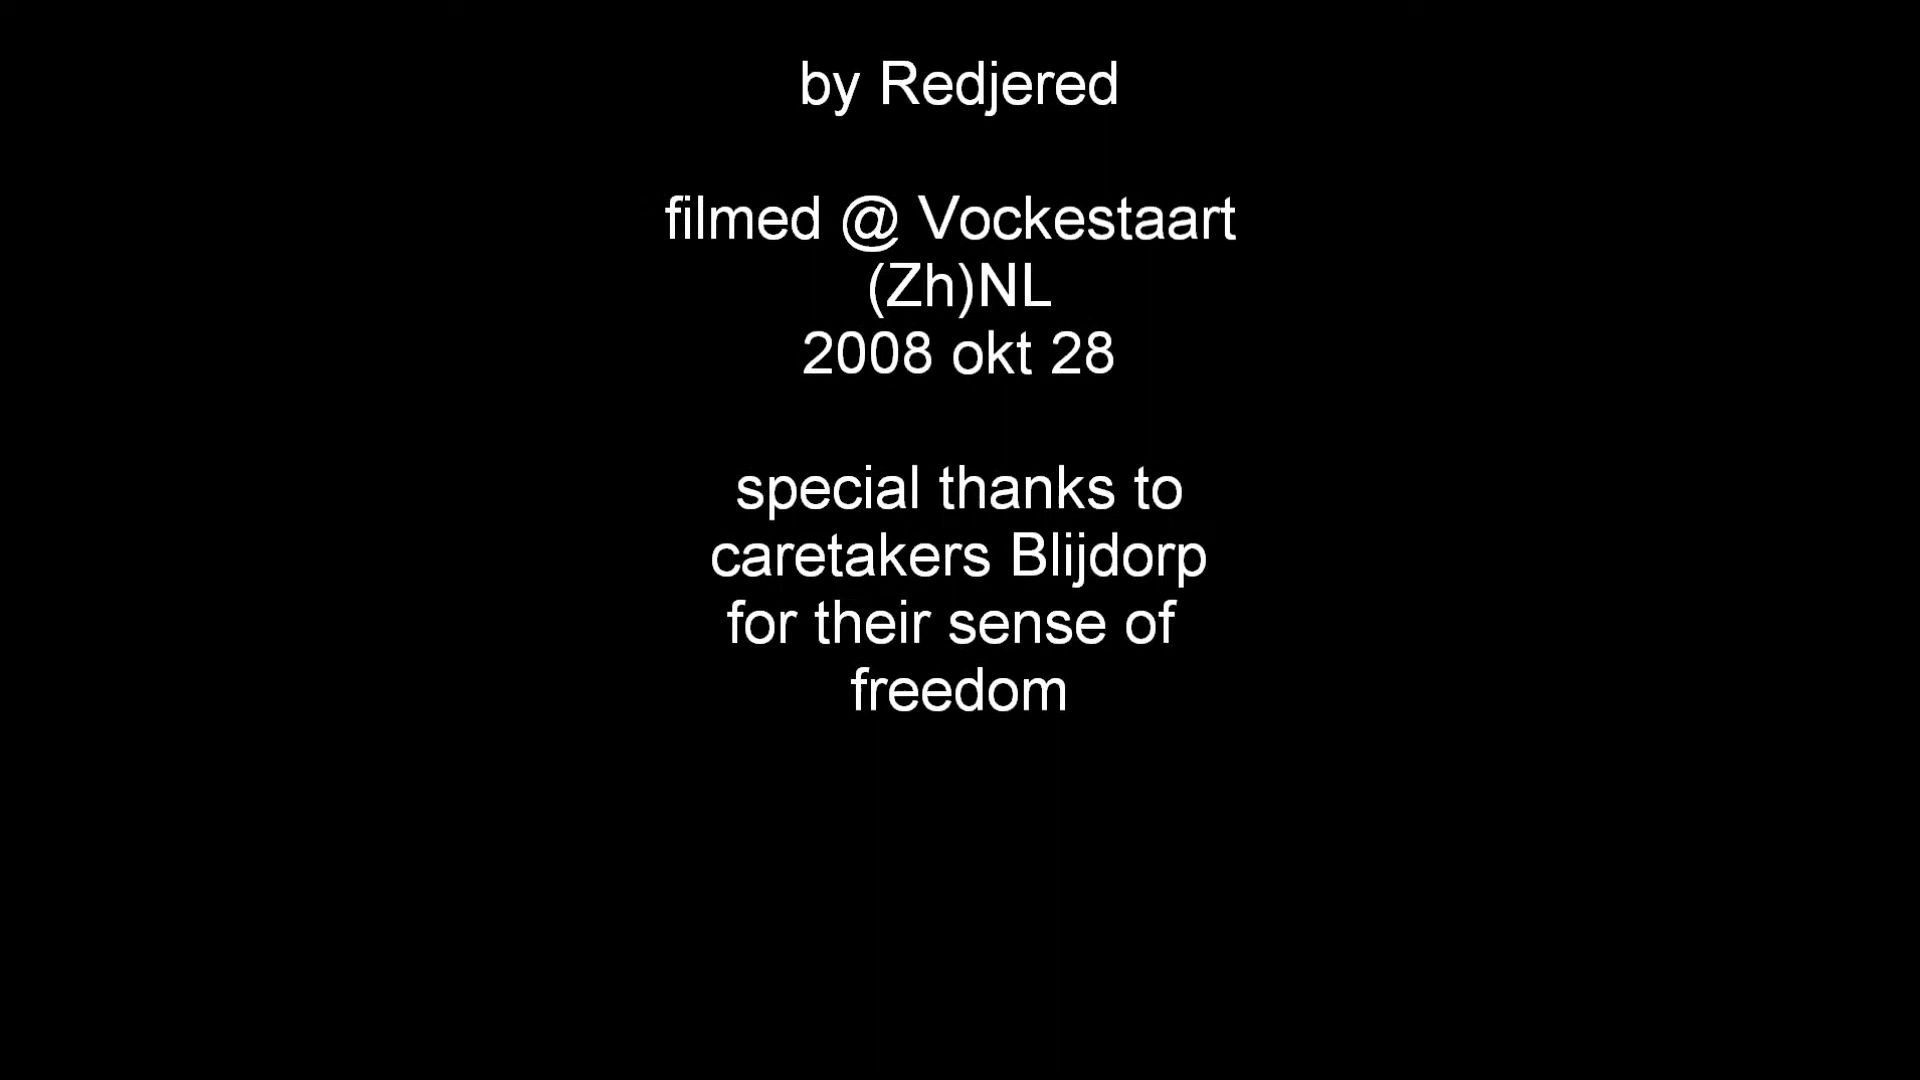 by Redjered
filmed @ Vockestaart
(Zh)NL
2008 okt 28
special thanks to
caretakers Blijdorp
for their sense of
freedom